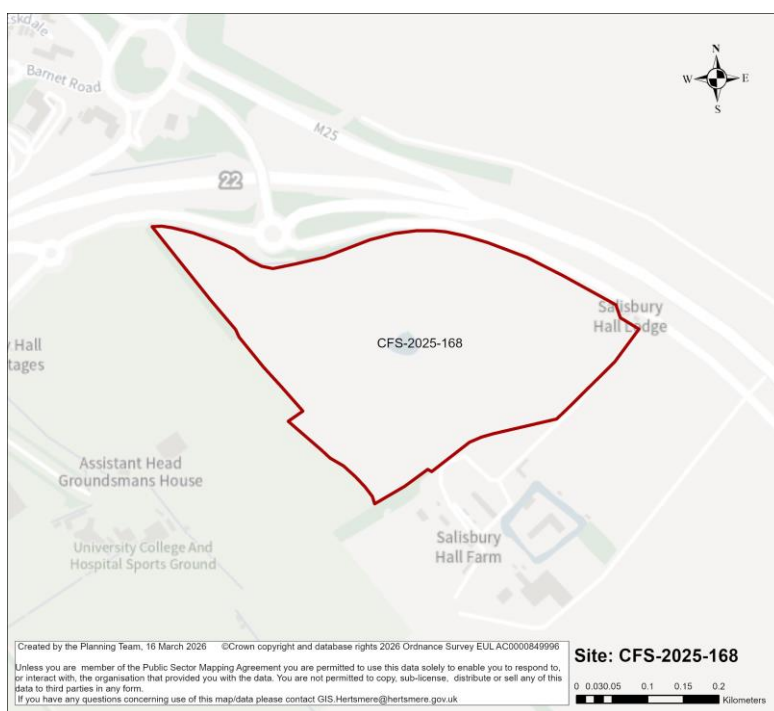 Barnet Road
N
W
E
S
M25
22
Salisbury
Hall Lodge
CFS-2025-168
Hall
tages
Assistant Head
Groundsmans House
University College And
Hospital Sports Ground
Salisbury
Hall Farm
Created by the Planning Team, 16 March 2026 ©Crown copyright and database rights 2026 Ordnance Survey EUL AC0000849996
Unless you are member of the Public Sector Mapping Agreement you are permitted to use this data solely to enable you to respond to,
or interact with, the organisation that provided you with the data. You are not permitted to copy, sub-license, distribute or sell any of this
data to third parties in any form.
If you have any questions concerning use of this map/data please contact GIS.Hertsmere@hertsmere.gov.uk
Site: CFS-2025-168
0 0.03 0.05 0.1 0.15 0.2
Kilometers